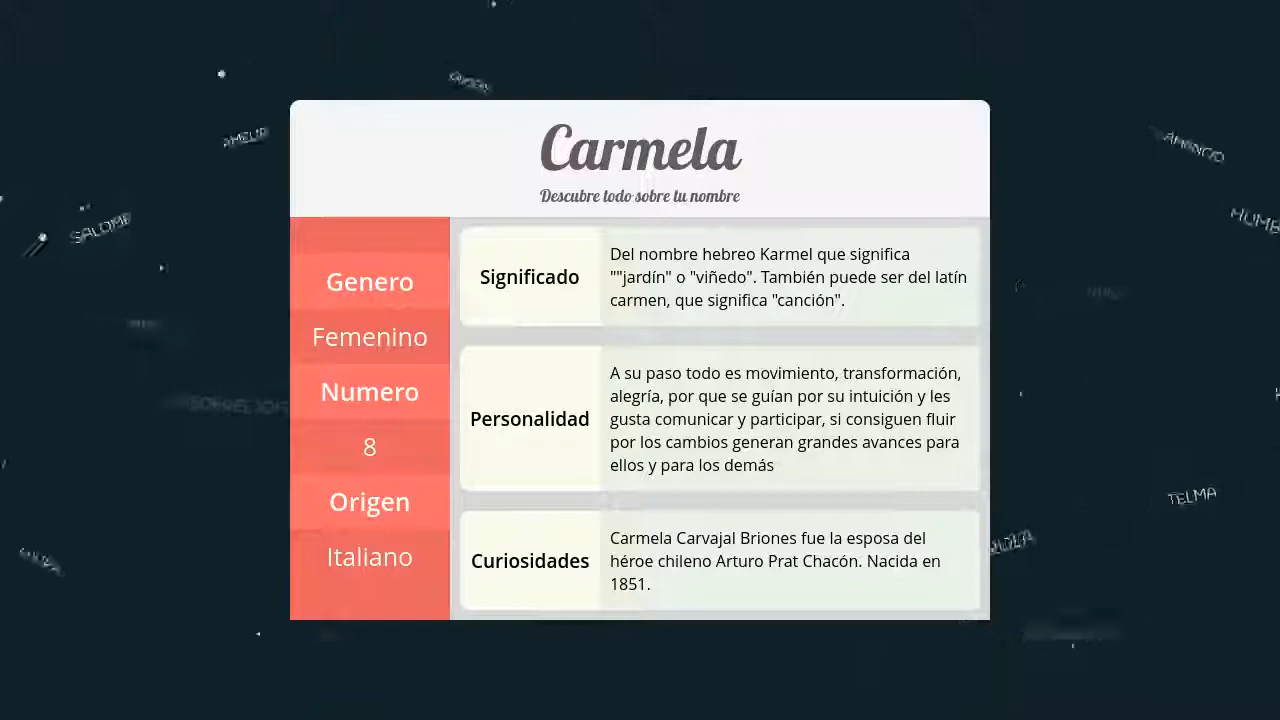 Carmela
Descubre todo sobre tu nombre
Genero
Femenino
Numero
8
Origen
Italiano
Significado
Del nombre hebreo Karmel que significa
""jardín" o "viñedo". También puede ser del latín
carmen, que significa "canción".
Personalidad
A su paso todo es movimiento, transformación,
alegría, por que se guían por su intuición y les
gusta comunicar y participar, si consiguen fluir
por los cambios generan grandes avances para
ellos y para los demás
Curiosidades
Carmela Carvajal Briones fue la esposa del
héroe chileno Arturo Prat Chacón. Nacida en
1851.
SALOME
TELMA